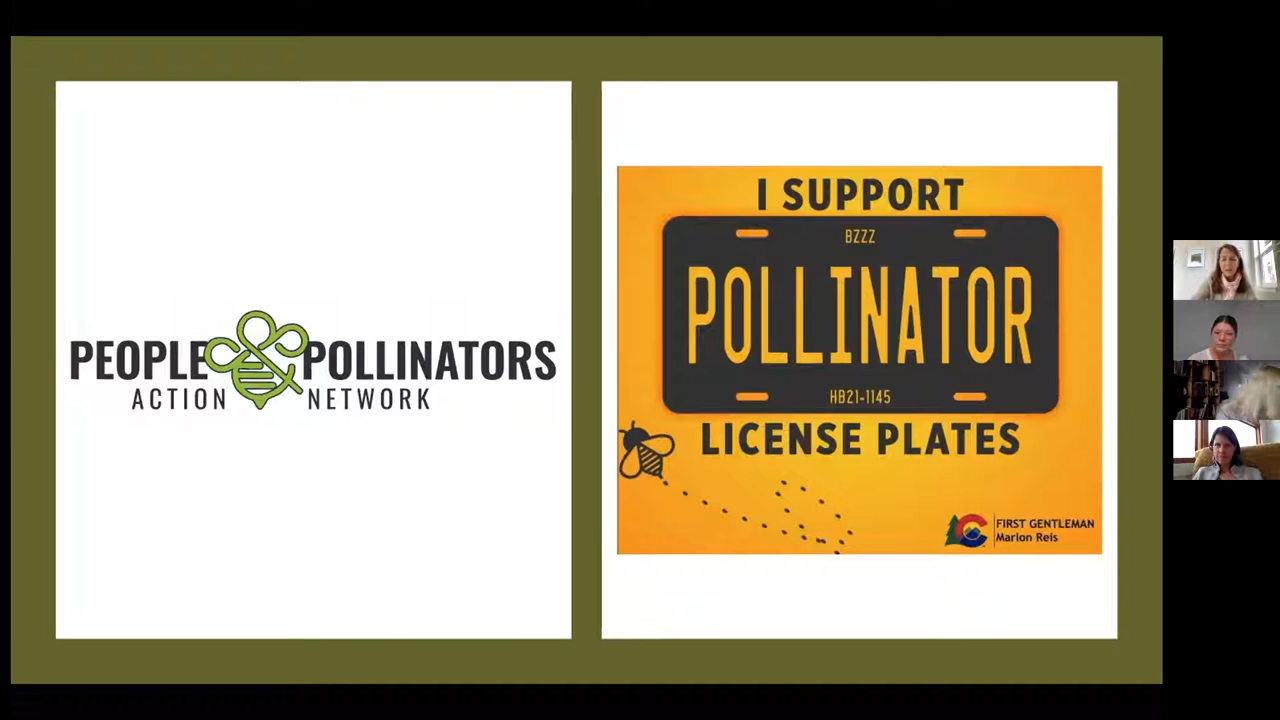 PEOPLE & POLLINATORS
ACTION NETWORK
I SUPPORT
BZZZ
POLLINATOR
HB21-1145
LICENSE PLATES
FIRST GENTLEMAN
Marlon Reis